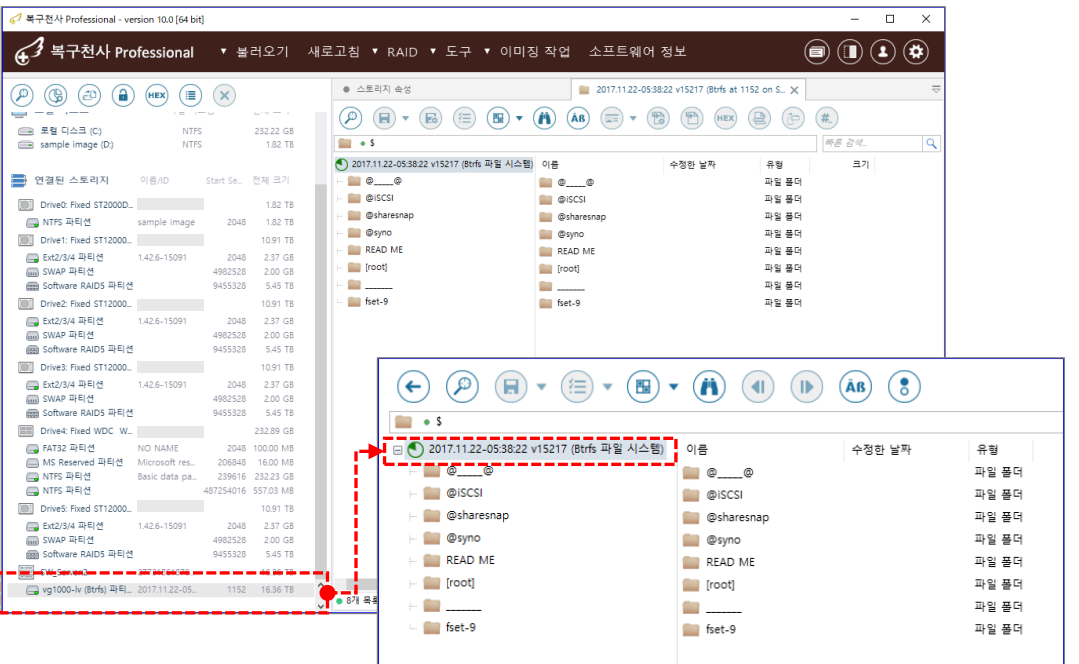 복구천사 Professional - version 10.0 [64 bit]
복구천사 Professional ▼ 불러오기 새로고침 ▼ RAID ▼ 도구 ▼ 이미징 작업 소프트웨어 정보
HEX
로컬 디스크 (C:) NTFS 232.22 GB
sample image (D:) NTFS 1.82 TB
연결된 스토리지 이름/ID Start Se... 전체 크기
Drive0: Fixed ST2000D... 1.82 TB
NTFS 파티션 sample image 2048 1.82 TB
Drive1: Fixed ST12000... 10.91 TB
Ext2/3/4 파티션 1.42.6-15091 2048 2.37 GB
SWAP 파티션 4982528 2.00 GB
Software RAID5 파티션 9455328 5.45 TB
Drive2: Fixed ST12000... 10.91 TB
Ext2/3/4 파티션 1.42.6-15091 2048 2.37 GB
SWAP 파티션 4982528 2.00 GB
Software RAID5 파티션 9455328 5.45 TB
Drive3: Fixed ST12000... 10.91 TB
Ext2/3/4 파티션 1.42.6-15091 2048 2.37 GB
SWAP 파티션 4982528 2.00 GB
Software RAID5 파티션 9455328 5.45 TB
Drive4: Fixed WDC W... 232.89 GB
FAT32 파티션 NO NAME 2048 100.00 MB
MS Reserved 파티션 Microsoft res... 206848 16.00 MB
NTFS 파티션 Basic data pa... 239616 232.23 GB
NTFS 파티션 487254016 557.03 MB
Drive5: Fixed ST12000... 10.91 TB
Ext2/3/4 파티션 1.42.6-15091 2048 2.37 GB
SWAP 파티션 4982528 2.00 GB
Software RAID5 파티션 9455328 5.45 TB
vg1000-lv (Btrfs) 파티... 2017.11.22-05... 1152 16.36 TB
스토리지 속성
2017.11.22-05:38:22 v15217 (Btrfs at 1152 on S...
ÄB HEX
$ 빠른 검색...
2017.11.22-05:38:22 v15217 (Btrfs 파일 시스템) 이름 수정한 날짜 유형 크기
@____@ @____@ 파일 폴더
@iSCSI @iSCSI 파일 폴더
@sharesnap @sharesnap 파일 폴더
@syno @syno 파일 폴더
READ ME READ ME 파일 폴더
[root] [root] 파일 폴더
_______ _______ 파일 폴더
fset-9 fset-9 파일 폴더
8개 목록
ÄB
$
2017.11.22-05:38:22 v15217 (Btrfs 파일 시스템) 이름 수정한 날짜 유형
@____@ @____@ 파일 폴더
@iSCSI @iSCSI 파일 폴더
@sharesnap @sharesnap 파일 폴더
@syno @syno 파일 폴더
READ ME READ ME 파일 폴더
[root] [root] 파일 폴더
_______ _______ 파일 폴더
fset-9 fset-9 파일 폴더